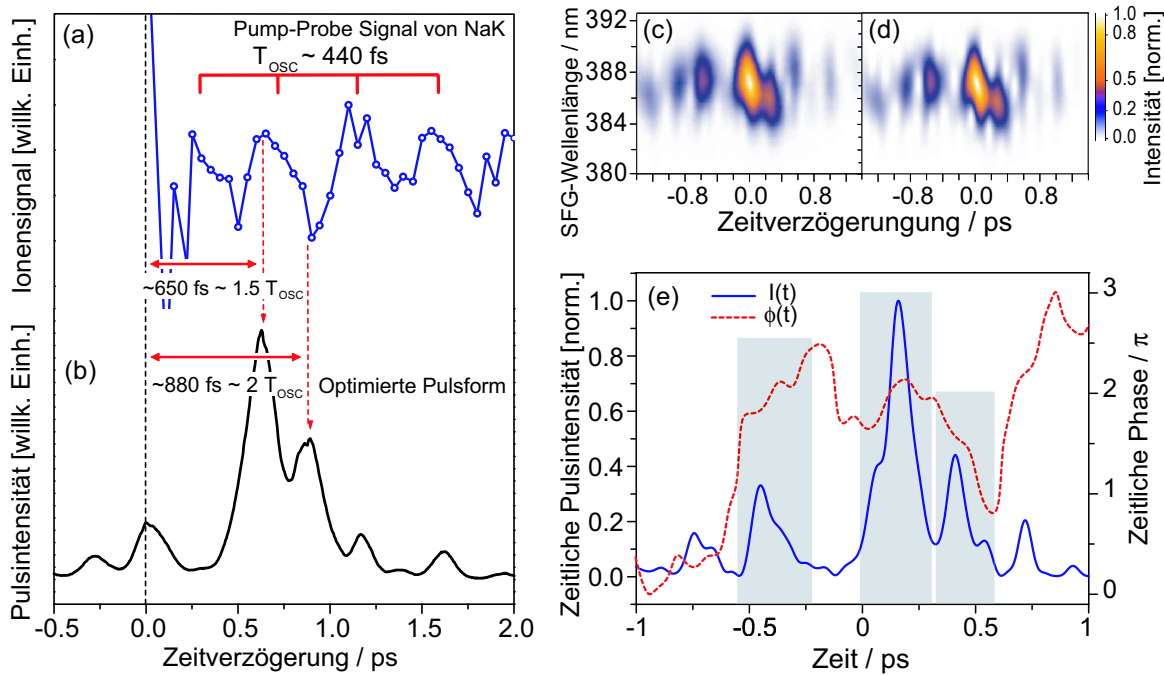 (a)
Pump-Probe Signal von NaK
TOSC ~ 440 fs
Ionensignal [willk. Einh.]
~650 fs ~ 1.5 TOSC
(b)
~880 fs ~ 2 TOSC
Optimierte Pulsform
Pulsintensität [willk. Einh.]
-0.5 0.0 0.5 1.0 1.5 2.0
Zeitverzögerung / ps
(c) (d)
392
388
384
380
SFG-Wellenlänge / nm
-0.8 0.0 0.8 -0.8 0.0 0.8
Zeitverzögerungung / ps
1.0
0.8
0.5
0.2
0.0
Intensität [norm.]
(e)
I(t)
ϕ(t)
1.0
0.8
0.6
0.4
0.2
0.0
Zeitliche Pulsintensität [norm.]
3
2
1
0
Zeitliche Phase / π
-1 -0.5 0 0.5 1
Zeit / ps